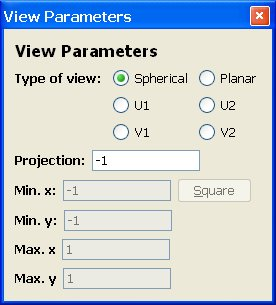 View Parameters
View Parameters
Type of view: Spherical Planar
U1 U2
V1 V2
Projection: -1
Min. x: -1 Square
Min. y: -1
Max. x 1
Max. y 1